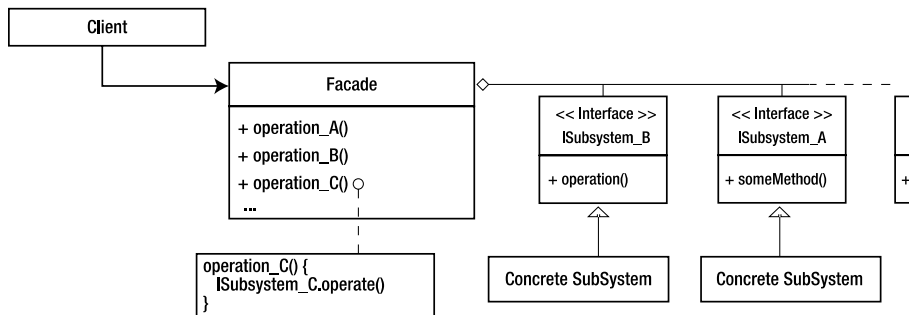 Client
Facade
+ operation_A()
+ operation_B()
+ operation_C()
...
operation_C() {
ISubsystem_C.operate()
}
<< Interface >>
ISubsystem_B
+ operation()
Concrete SubSystem
<< Interface >>
ISubsystem_A
+ someMethod()
Concrete SubSystem
+